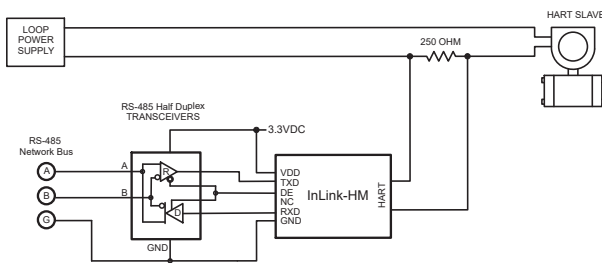 LOOP
POWER
SUPPLY
HART SLAVE
250 OHM
RS-485 Half Duplex
TRANSCEIVERS
3.3VDC
RS-485
Network Bus
A
B
G
A
B
R
D
GND
VDD
TXD
DE
NC
RXD
GND
InLink-HM
HART